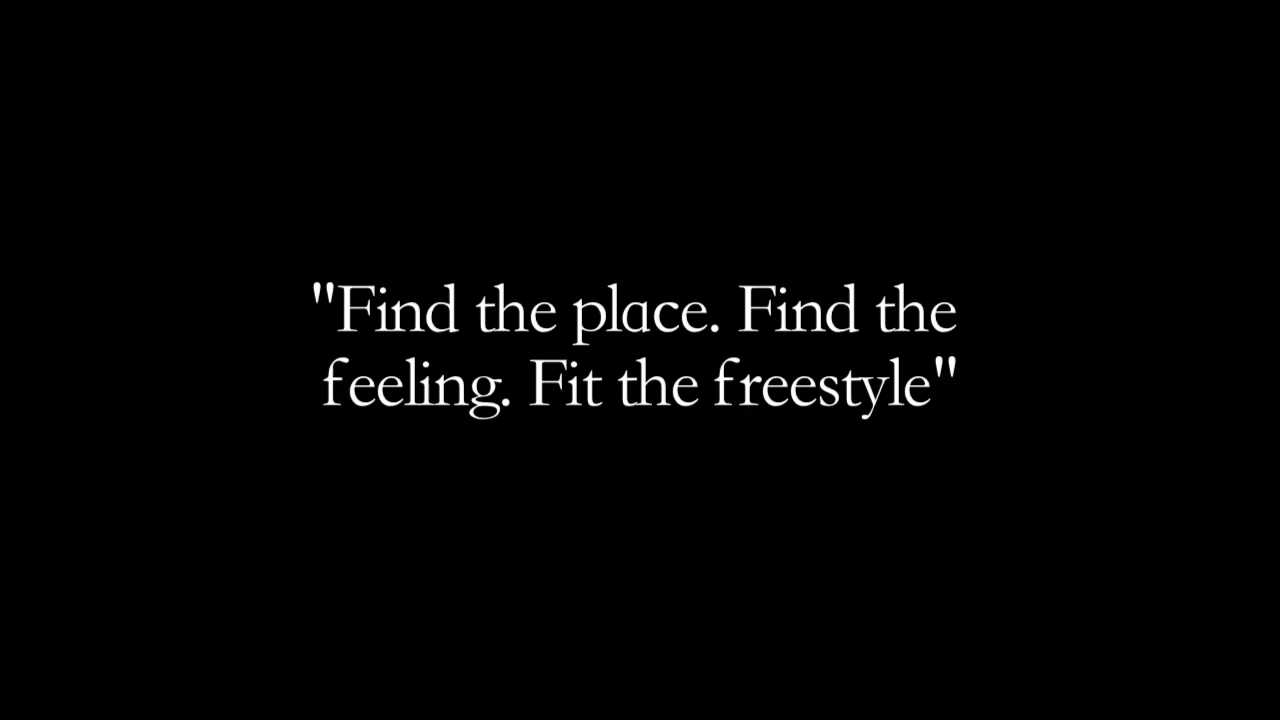 "Find the place. Find the
feeling. Fit the freestyle"